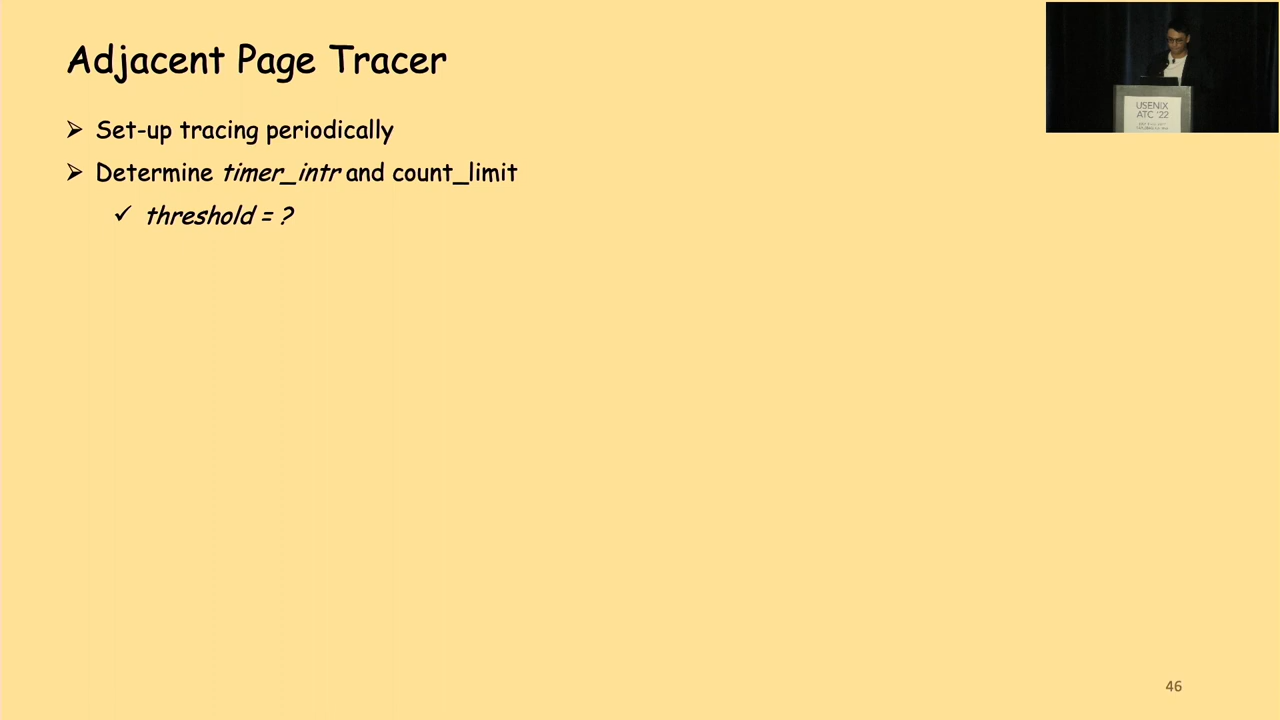 Adjacent Page Tracer
➢ Set-up tracing periodically
➢ Determine timer_intr and count_limit
✓ threshold = ?
USENIX
ATC '22
46